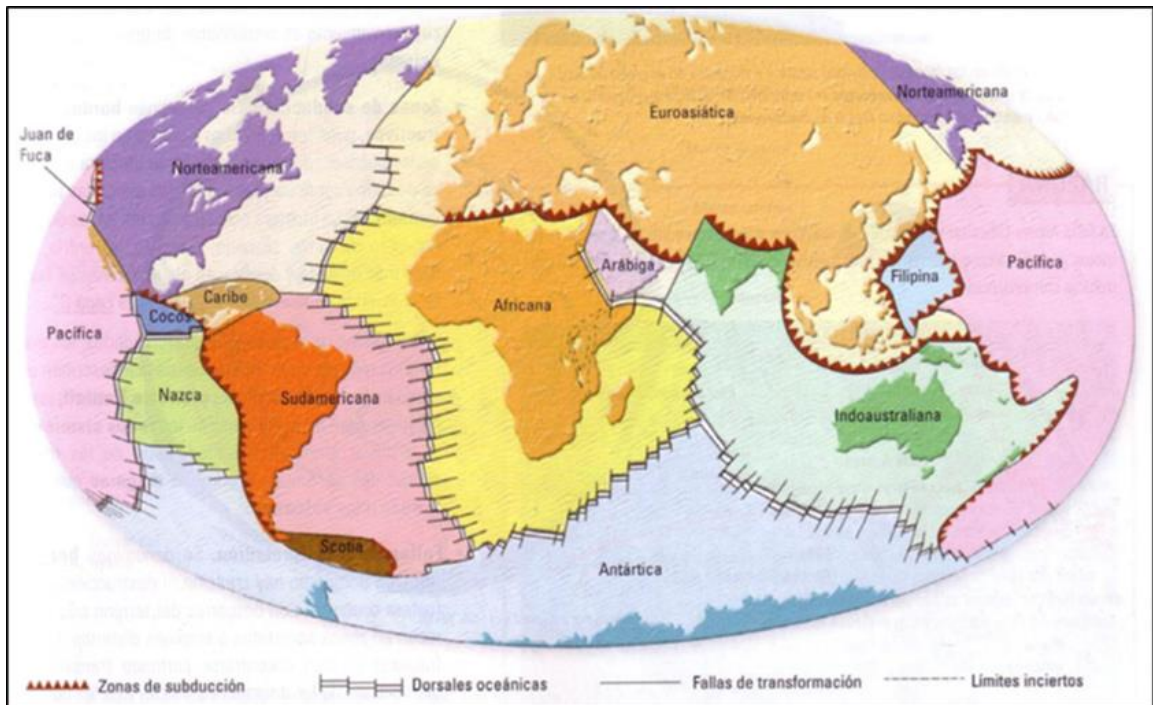 Euroasiática
Norteamericana
Juan de
Fuca
Norteamericana
Arábiga
Pacífica
Filipina
Caribe
Africana
Cocos
Pacífica
Nazca
Sudamericana
Indoaustraliana
Scotia
Antártica
Zonas de subducción
Dorsales oceánicas
Fallas de transformación
Límites inciertos